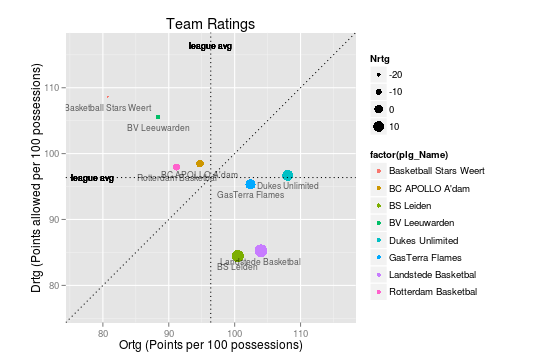 Team Ratings
league avg
110
Basketball Stars Weert
BV Leeuwarden
100
BC APOLLO A'dam
league avg
Rotterdam Basketbal
Dukes Unlimited
GasTerra Flames
90
Landstede Basketbal
BS Leiden
80
80
90
100
110
Ortg (Points per 100 possessions)
Drtg (Points allowed per 100 possessions)
Nrtg
-20
-10
0
10
factor(plg_Name)
Basketball Stars Weert
BC APOLLO A'dam
BS Leiden
BV Leeuwarden
Dukes Unlimited
GasTerra Flames
Landstede Basketbal
Rotterdam Basketbal